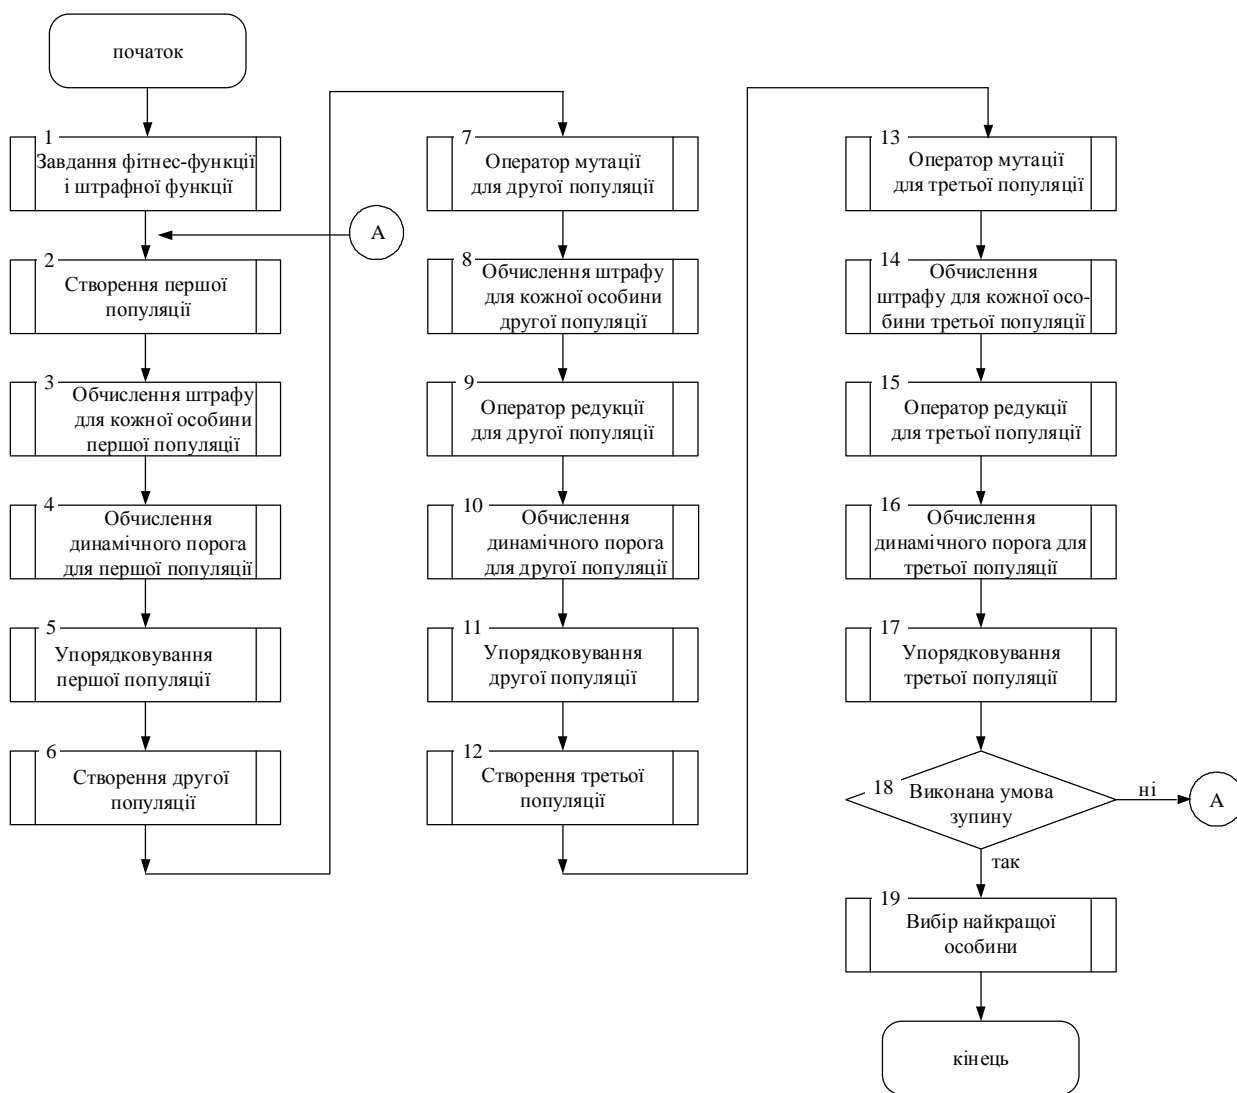 початок
1
Завдання фітнес-функції
і штрафної функції
А
2
Створення першої
популяції
3
Обчислення штрафу
для кожної особини
першої популяції
4
Обчислення
динамічного порога
для першої популяції
5
Упорядковування
першої популяції
6
Створення другої
популяції
7
Оператор мутації
для другої популяції
8
Обчислення штрафу
для кожної особини
другої популяції
9
Оператор редукції
для другої популяції
10
Обчислення
динамічного порога
для другої популяції
11
Упорядковування
другої популяції
12
Створення третьої
популяції
13
Оператор мутації
для третьої популяції
14
Обчислення
штрафу для кожної осо-
бини третьої популяції
15
Оператор редукції
для третьої популяції
16
Обчислення
динамічного порога для
третьої популяції
17
Упорядковування
третьої популяції
18
Виконана умова
зупину
ні
А
так
19
Вибір найкращої
особини
кінець